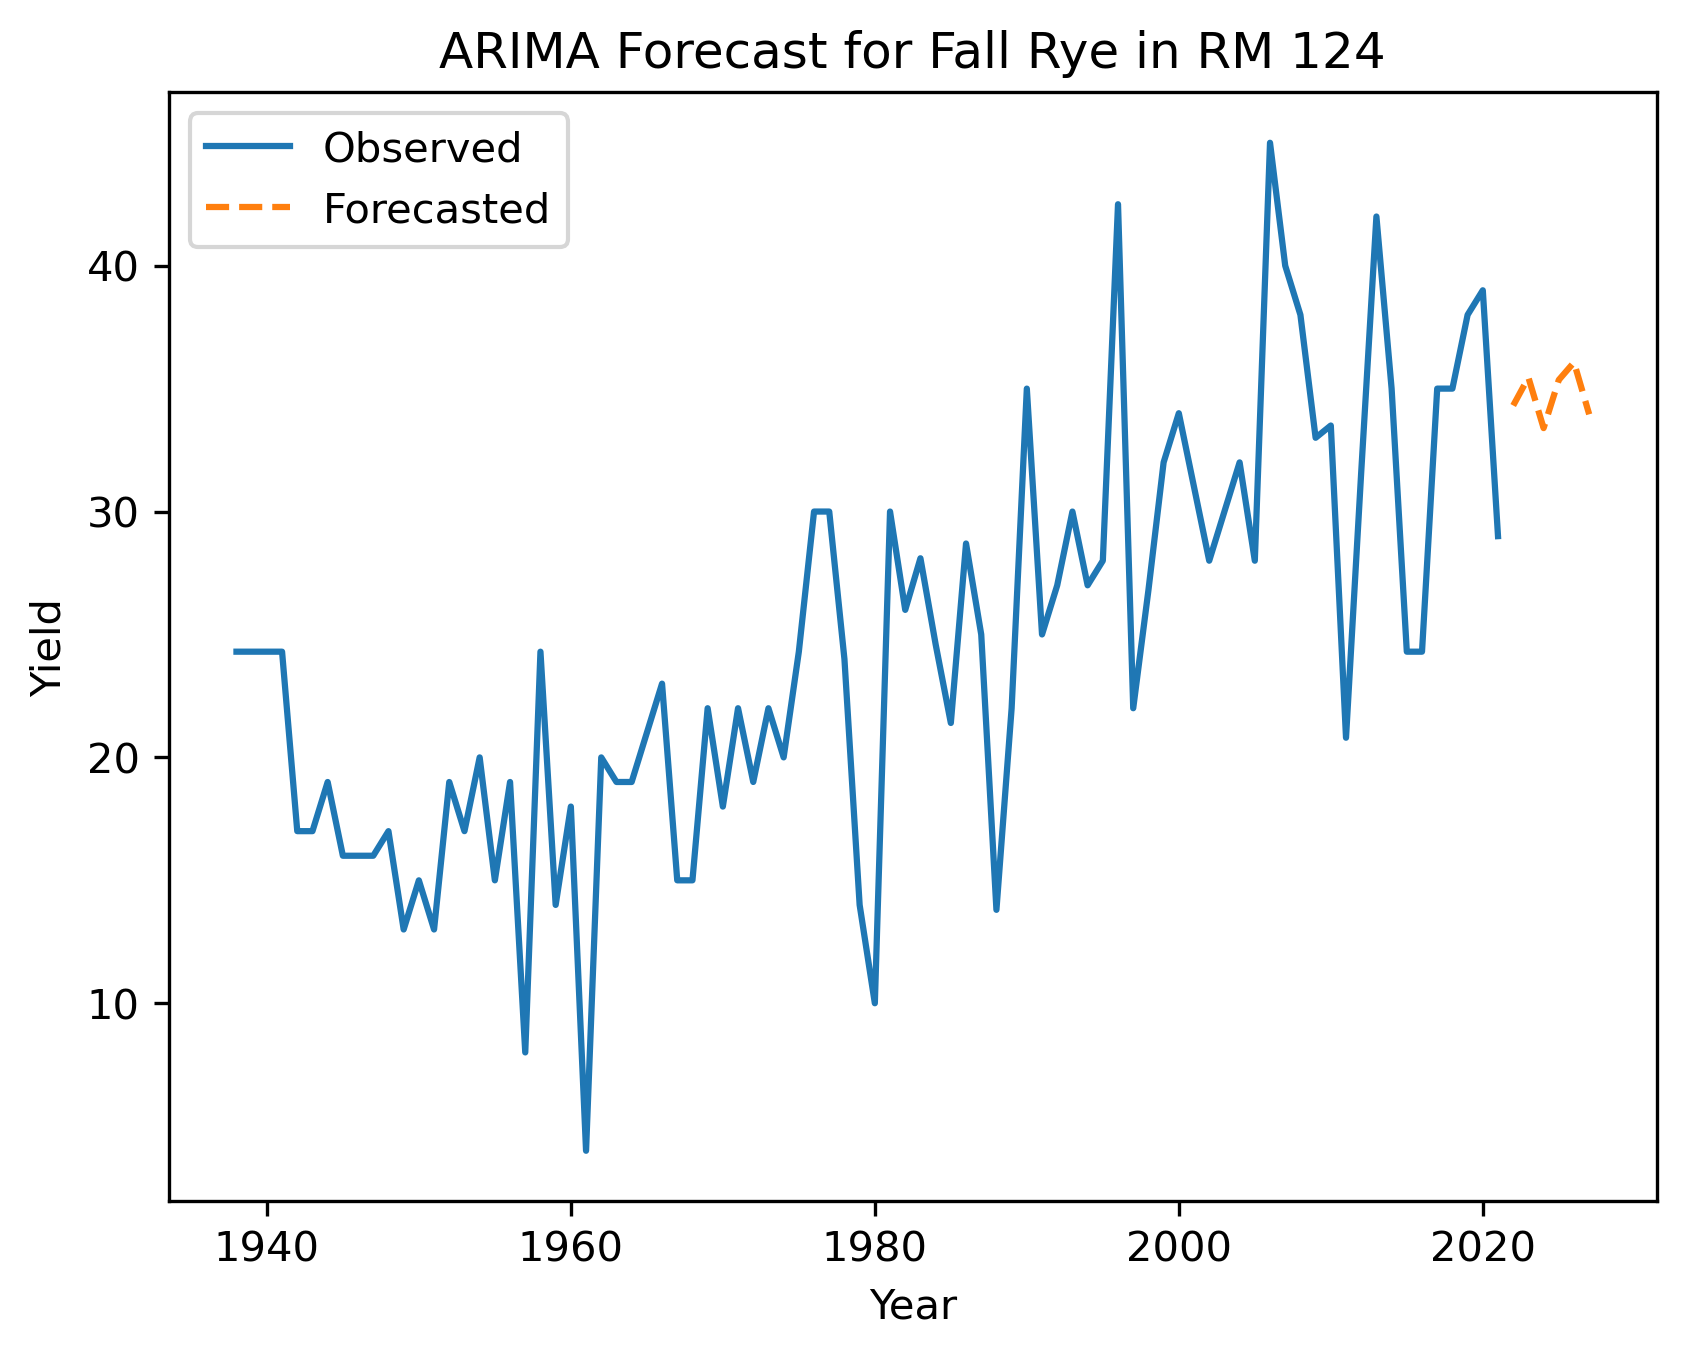 ARIMA Forecast for Fall Rye in RM 124
Observed
Forecasted
40
30
20
10
Yield
1940 1960 1980 2000 2020
Year